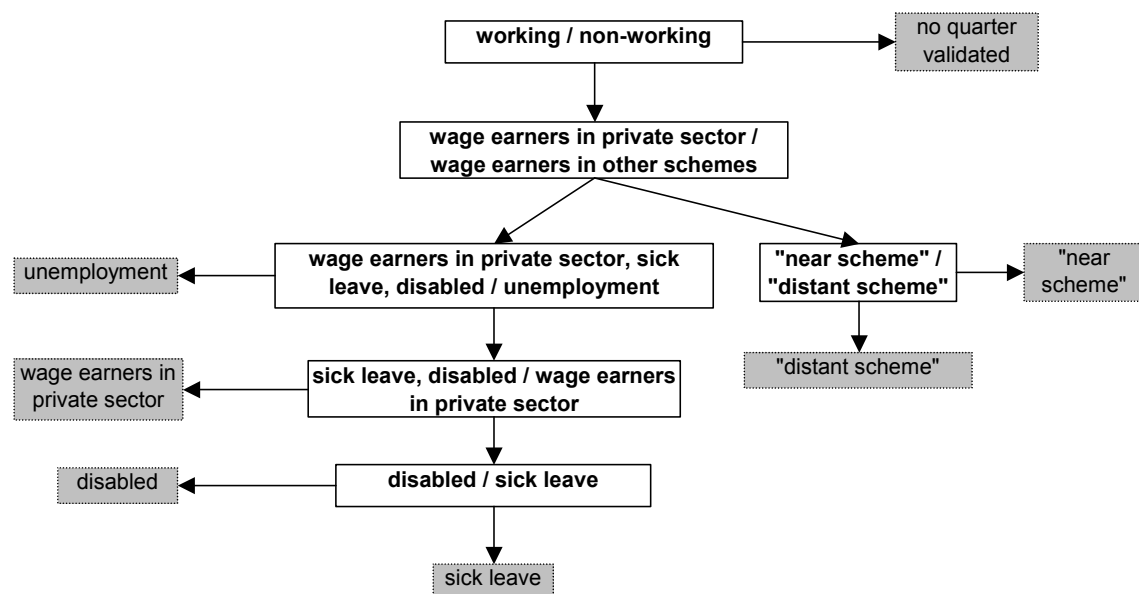 working / non-working
no quarter
validated
wage earners in private sector /
wage earners in other schemes
unemployment
wage earners in private sector, sick
leave, disabled / unemployment
"near scheme" /
"distant scheme"
"near
scheme"
"distant scheme"
wage earners in
private sector
sick leave, disabled / wage earners
in private sector
disabled
disabled / sick leave
sick leave